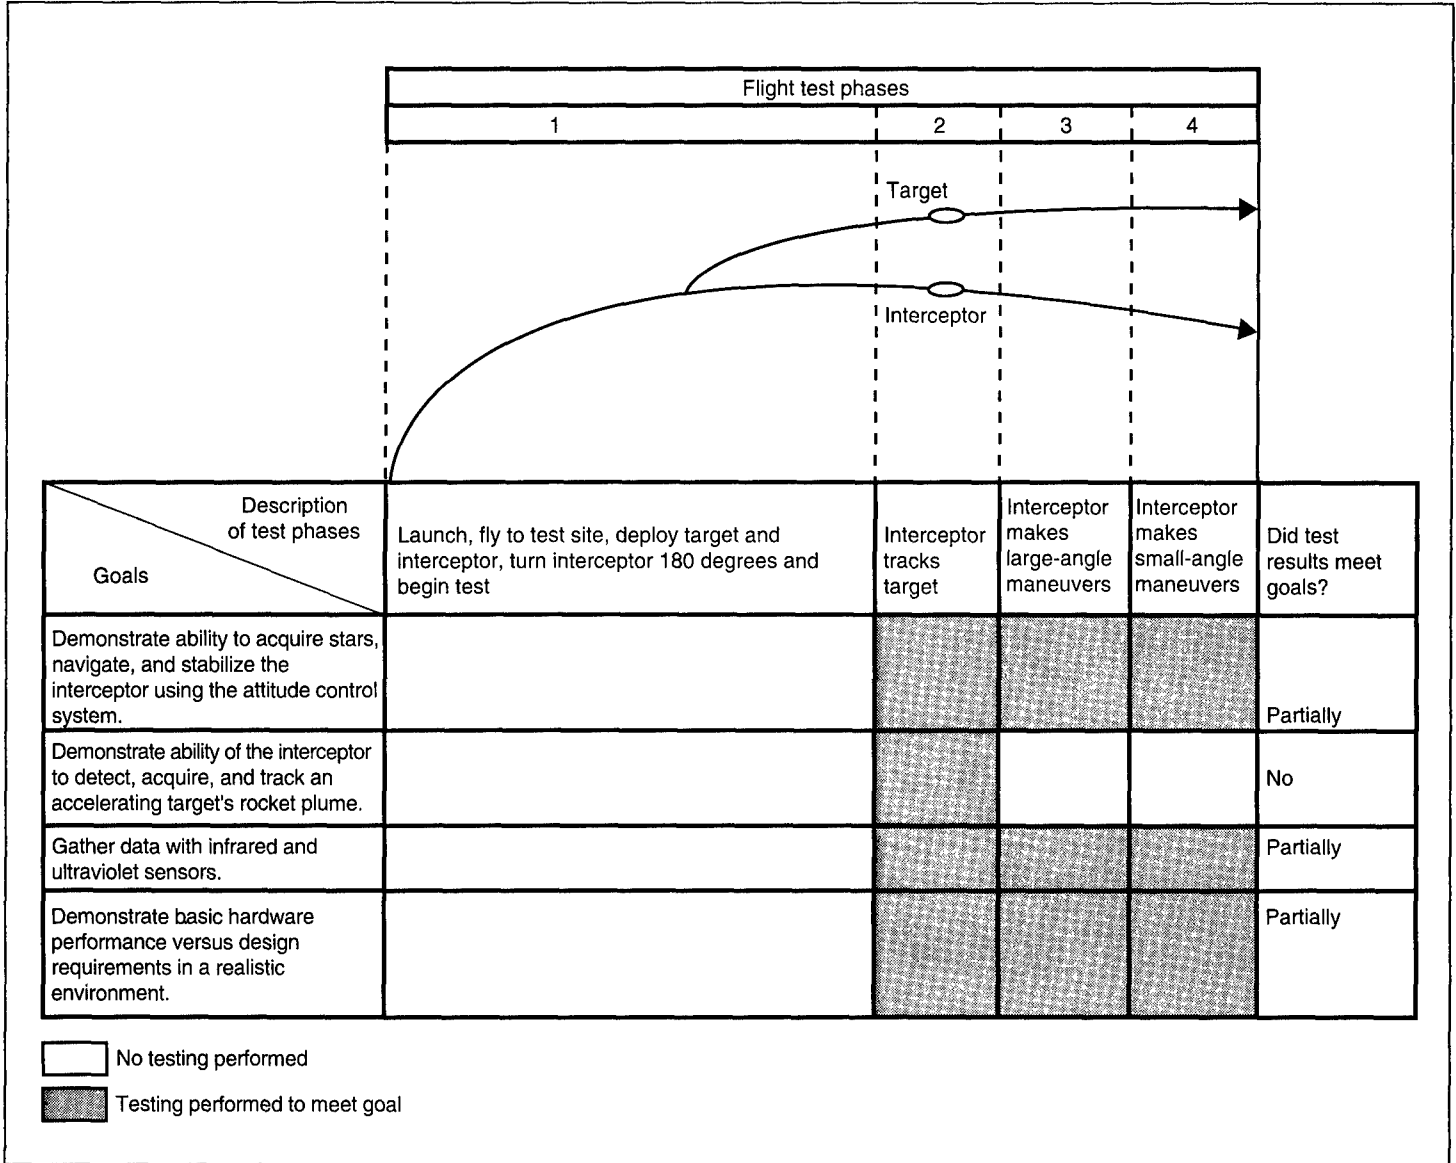 Flight test phases
1
2
3
4
Target
Interceptor
Description
of test phases
Goals
Launch, fly to test site, deploy target and
interceptor, turn interceptor 180 degrees and
begin test
Interceptor
tracks
target
Interceptor
makes
large-angle
maneuvers
Interceptor
makes
small-angle
maneuvers
Did test
results meet
goals?
Demonstrate ability to acquire stars,
navigate, and stabilize the
interceptor using the attitude control
system.
Partially
Demonstrate ability of the interceptor
to detect, acquire, and track an
accelerating target's rocket plume.
No
Gather data with infrared and
ultraviolet sensors.
Partially
Demonstrate basic hardware
performance versus design
requirements in a realistic
environment.
Partially
No testing performed
Testing performed to meet goal